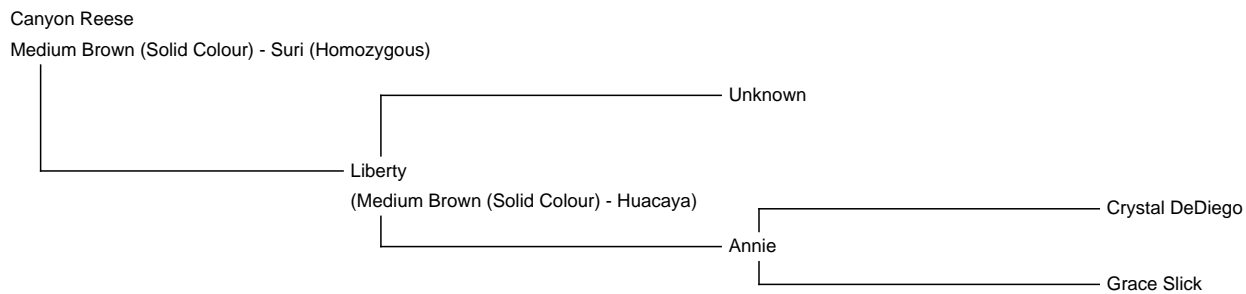 Canyon Reese
Medium Brown (Solid Colour) - Suri (Homozygous)
Unknown
Liberty
(Medium Brown (Solid Colour) - Huacaya)
Crystal DeDiego
Annie
Grace Slick